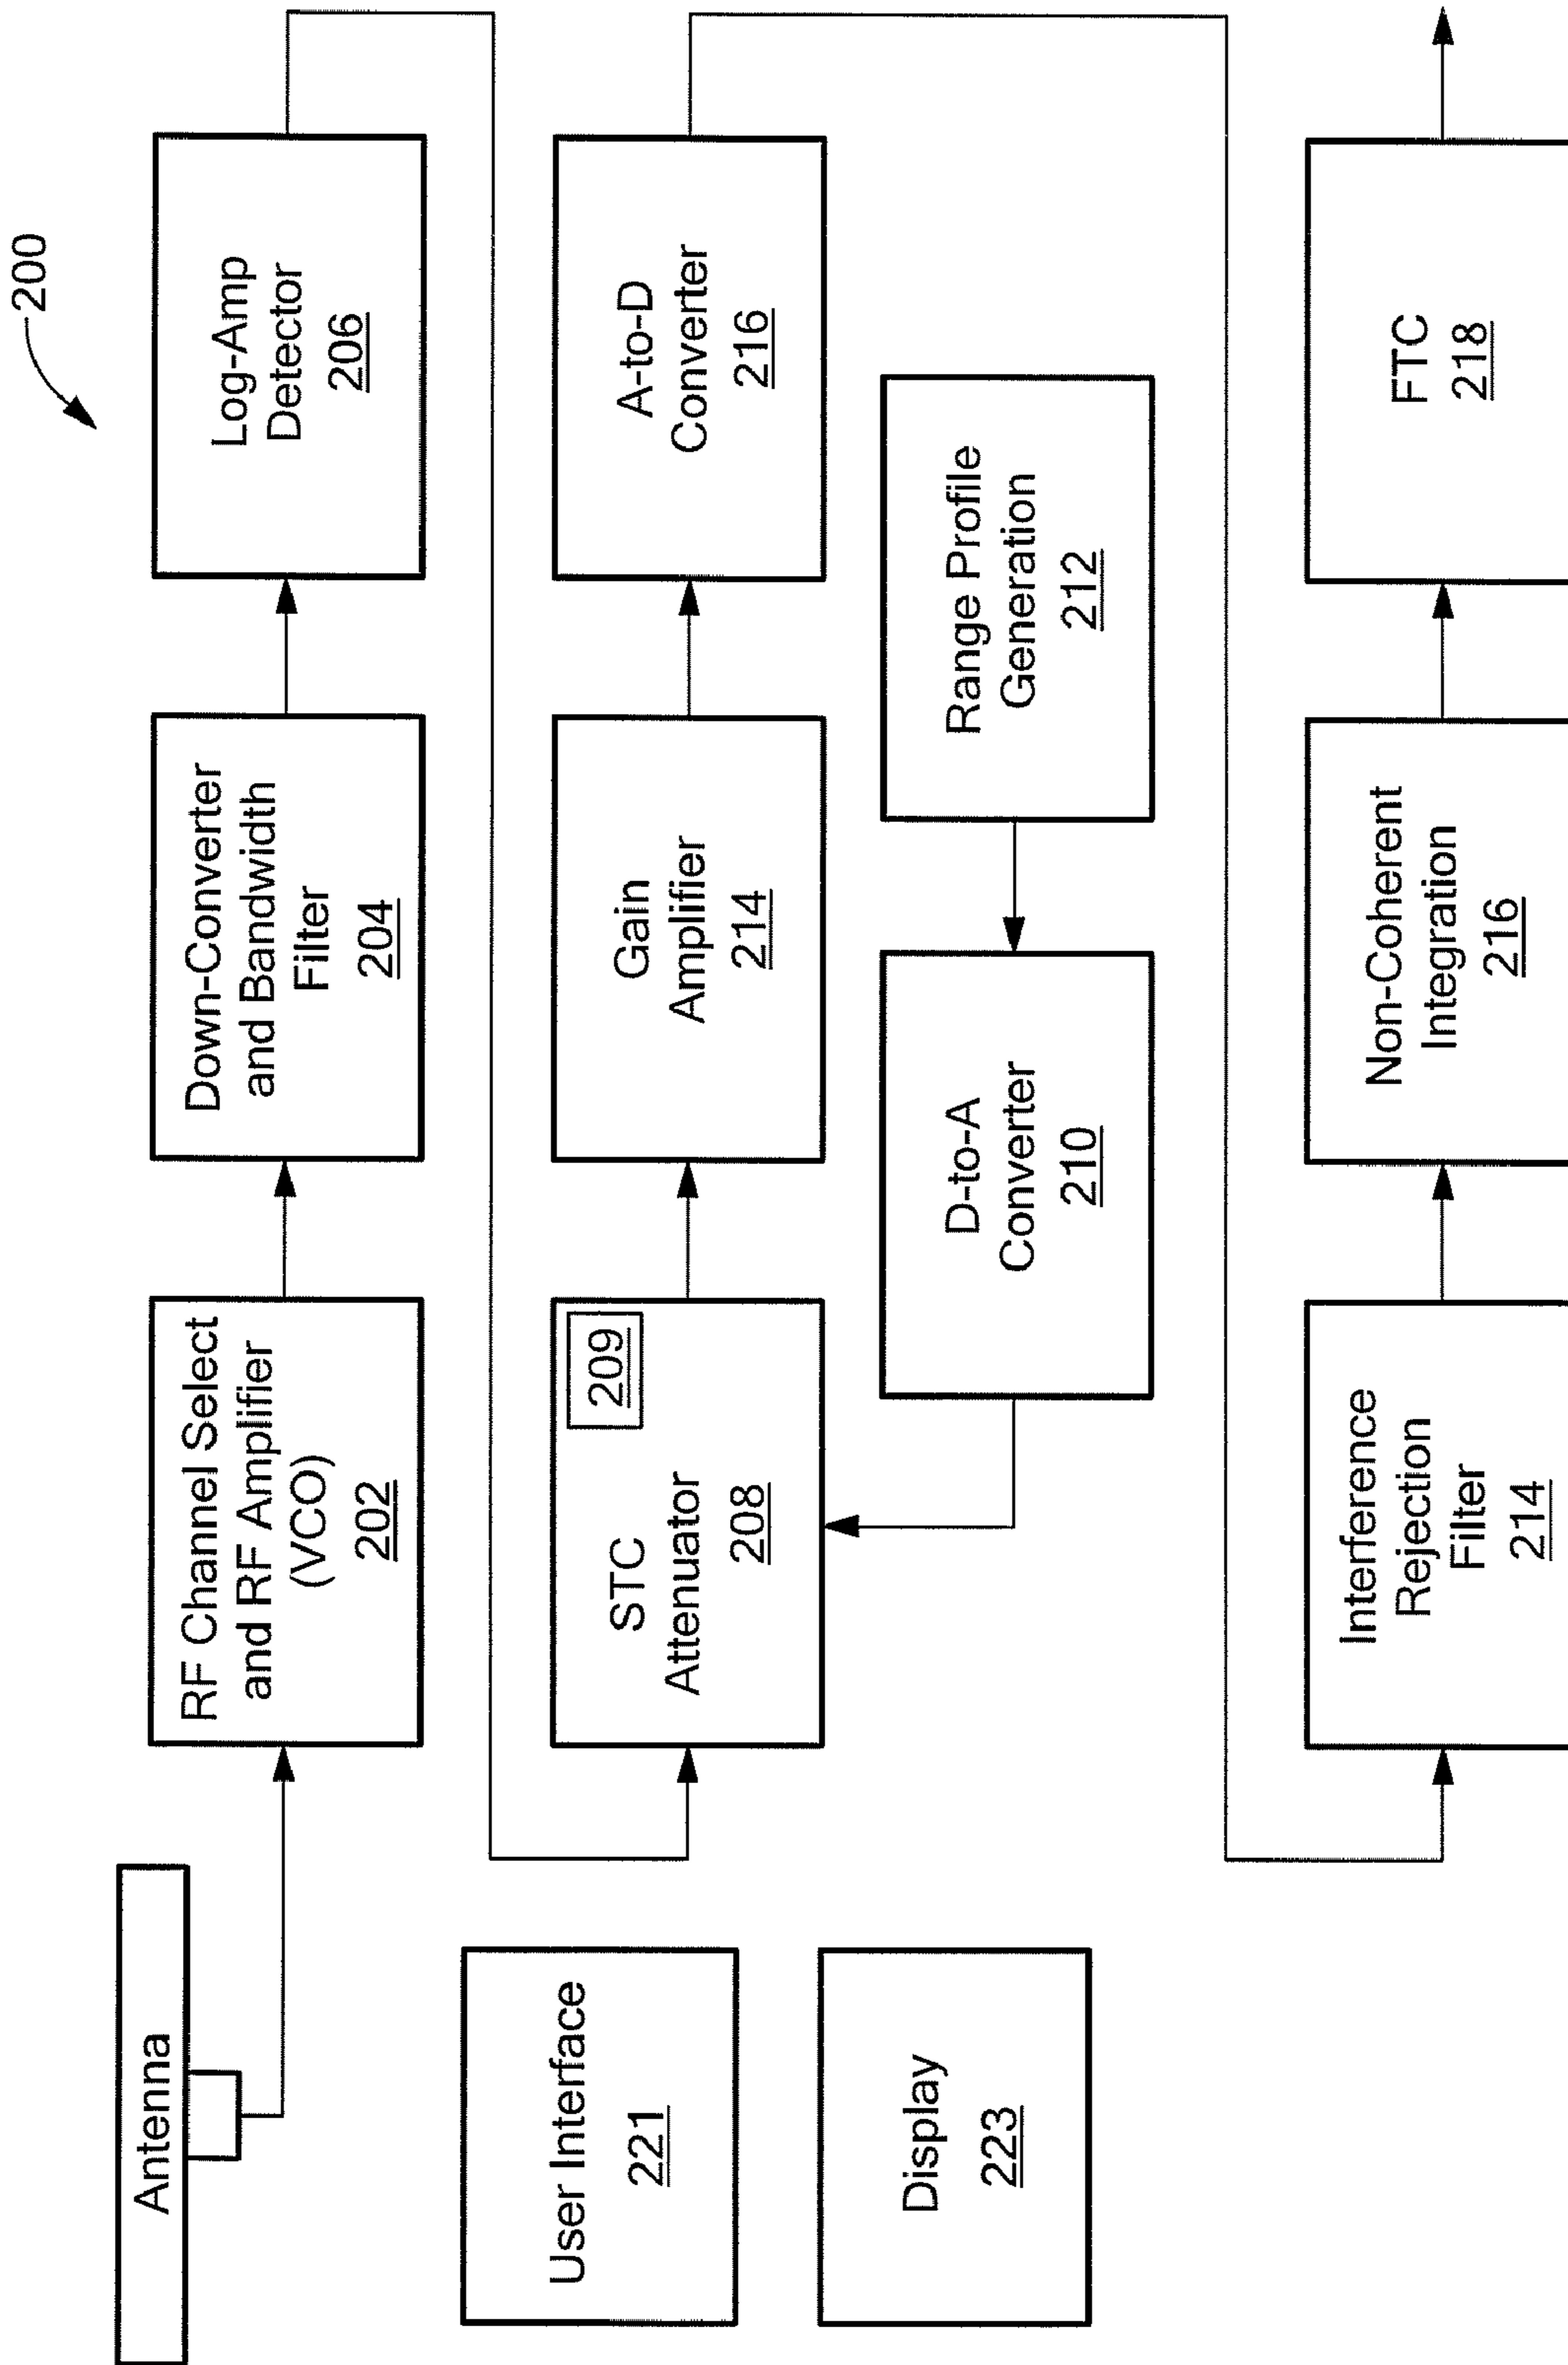 200
Antenna
RF Channel Select
and RF Amplifier
(VCO)
202
Down-Converter
and Bandwidth
Filter
204
Log-Amp
Detector
206
User Interface
221
STC
Attenuator
208
209
Gain
Amplifier
214
A-to-D
Converter
216
Display
223
D-to-A
Converter
210
Range Profile
Generation
212
Interference
Rejection
Filter
214
Non-Coherent
Integration
216
FTC
218